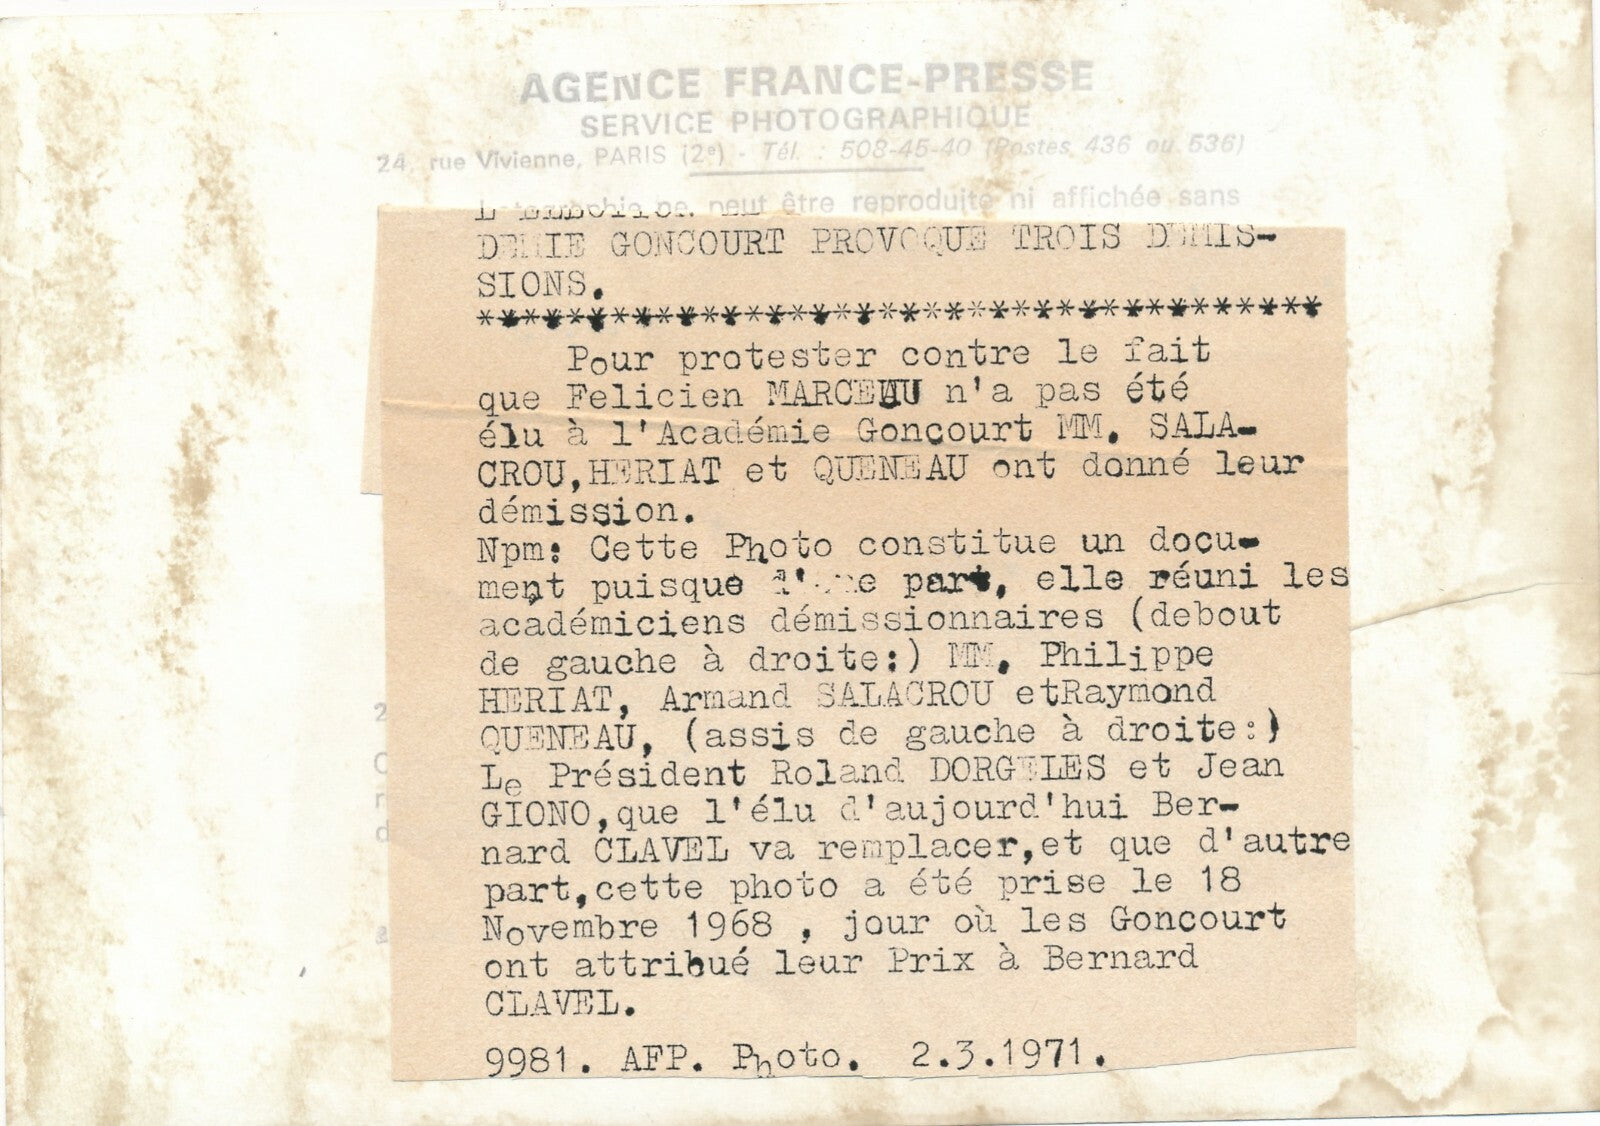 AGENCE FRANCE-PRESSE
SERVICE PHOTOGRAPHIQUE
24, rue Vivienne, PARIS (2e) - Tél. : 508-45-40 (Postes 436 ou 536)
ne peut être reproduite ni affichée sans
DEMIE GONCOURT PROVOQUE TROIS DEMIS-
SIONS.
**************************************
Pour protester contre le fait
que Felicien MARCEAU n'a pas été
élu à l'Académie Goncourt MM. SALA-
CROU,HERIAT et QUENEAU ont donné leur
démission.
Npm: Cette Photo constitue un docu-
ment puisque d'une part, elle réuni les
académiciens démissionnaires (debout
de gauche à droite:) MM. Philippe
HERIAT, Armand SALACROU etRaymond
QUENEAU, (assis de gauche à droite:)
Le Président Roland DORGELES et Jean
GIONO,que l'élu d'aujourd'hui Ber-
nard CLAVEL va remplacer,et que d'autre
part,cette photo a été prise le 18
Novembre 1968 , jour où les Goncourt
ont attribué leur Prix à Bernard
CLAVEL.
9981. AFP. Photo. 2.3.1971.